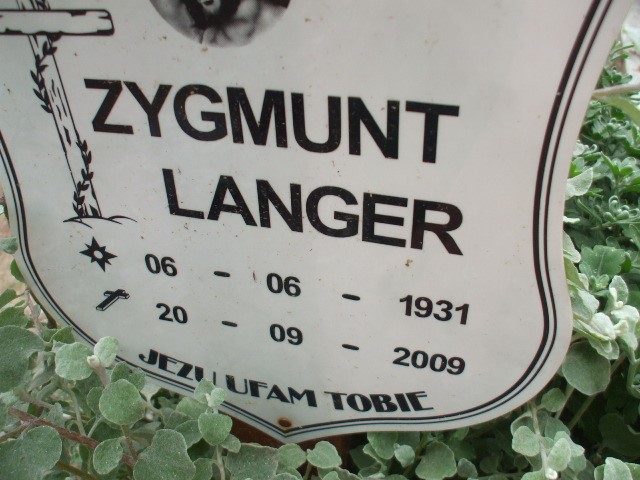 ZYGMUNT
LANGER
06 - 06 - 1931
20 - 09 - 2009
JEZU UFAM TOBIE